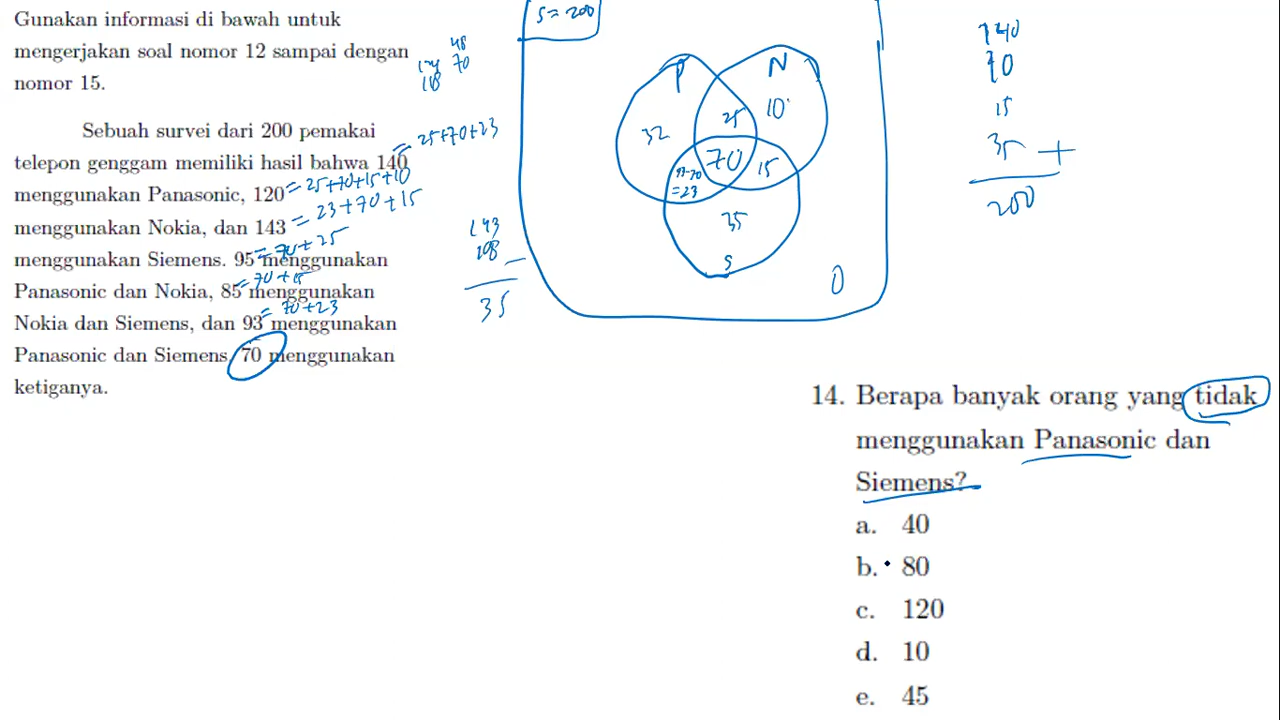 Gunakan informasi di bawah untuk
mengerjakan soal nomor 12 sampai dengan
nomor 15.
48
70
108
Sebuah survei dari 200 pemakai
telepon genggam memiliki hasil bahwa 140 = 25+70+23
menggunakan Panasonic, 120 = 25+70+15+10
menggunakan Nokia, dan 143 = 23+70+15
menggunakan Siemens. 95 = 70+25 menggunakan
Panasonic dan Nokia, 85 = 70+15 menggunakan
Nokia dan Siemens, dan 93 = 70+23 menggunakan
Panasonic dan Siemens, 70 menggunakan
ketiganya.
143
108 -
35
S = 200
P
N
32
25
10
70
93-70
=23
15
35
S
0
140
10
15
35 +
200
14. Berapa banyak orang yang tidak
menggunakan Panasonic dan
Siemens?
a. 40
b. 80
c. 120
d. 10
e. 45